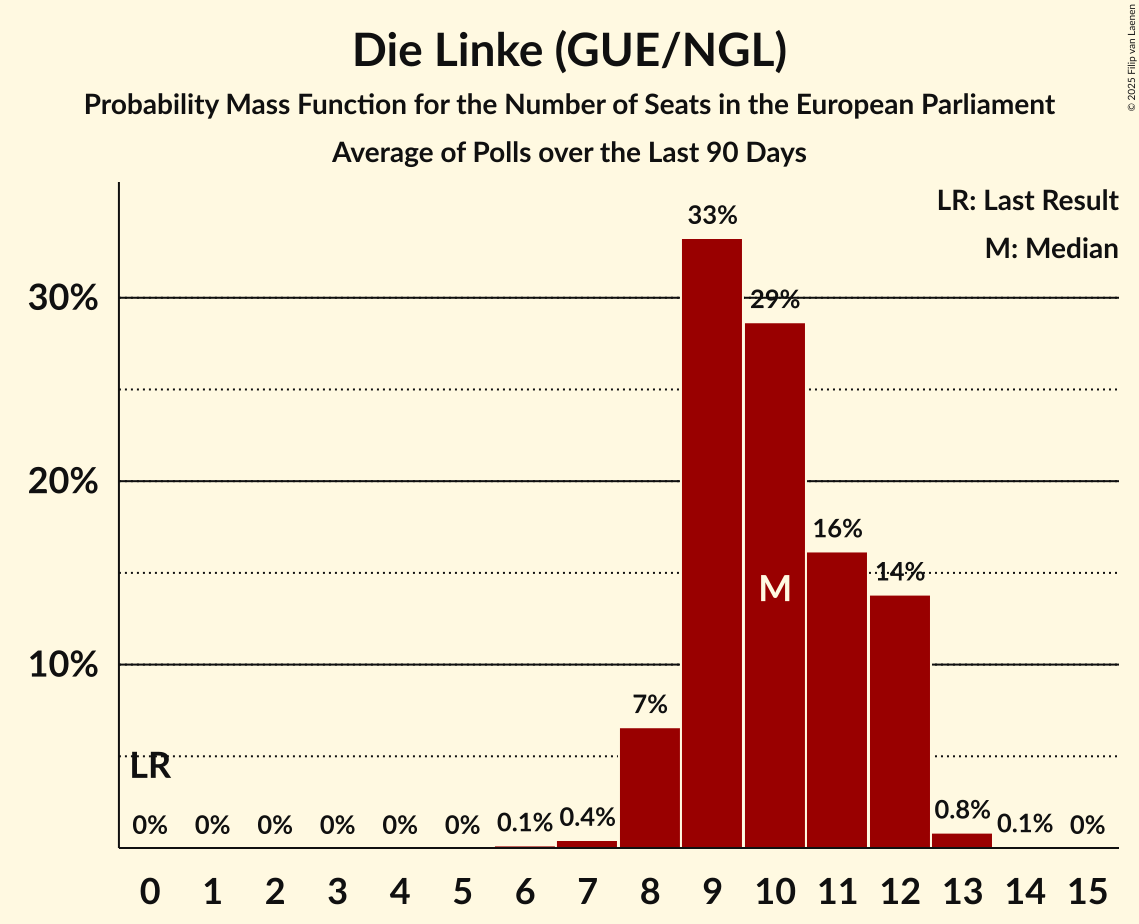 Die Linke (GUE/NGL)
Probability Mass Function for the Number of Seats in the European Parliament
Average of Polls over the Last 90 Days
© 2025 Filip van Laenen
LR: Last Result
M: Median
33%
30%
29%
20%
16%
14%
M
10%
7%
LR
0% 0% 0% 0% 0% 0% 0.1% 0.4% 0.8% 0.1% 0%
0 1 2 3 4 5 6 7 8 9 10 11 12 13 14 15